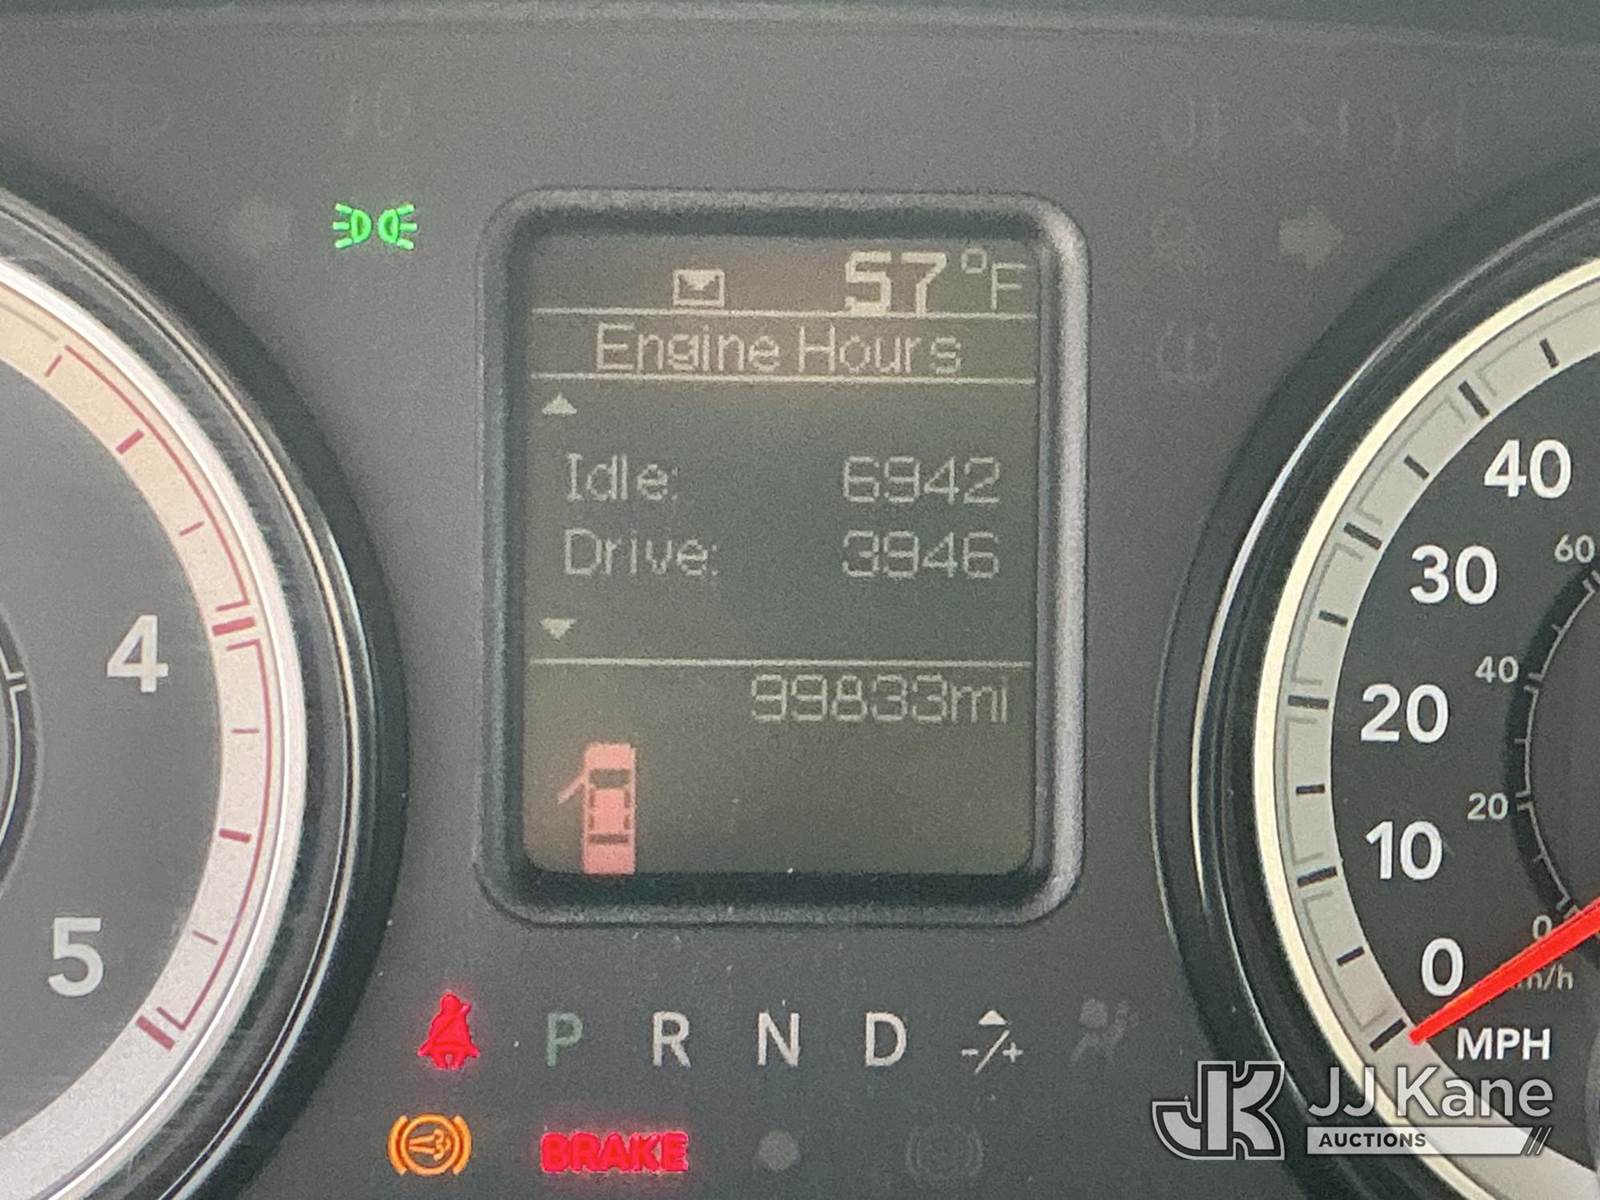 57°F
Engine Hours
Idle: 6942
Drive: 3946
99833mi
4
5
40
30
20
10
0
MPH
60
40
20
0
P R N D -/+
BRAKE
JJ Kane
AUCTIONS